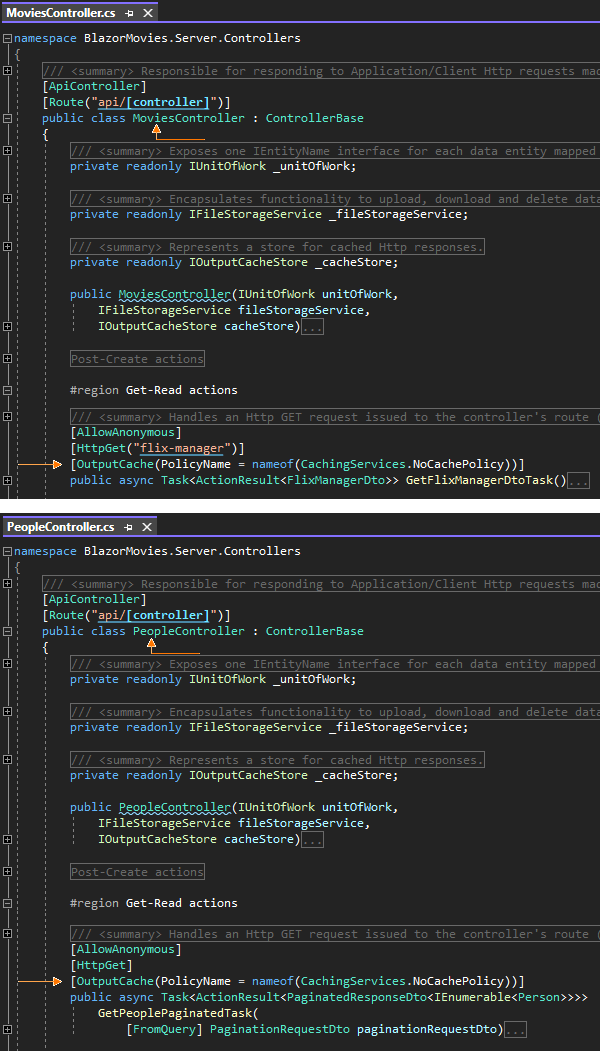 MoviesController.cs
namespace BlazorMovies.Server.Controllers
{
/// <summary> Responsible for responding to Application/Client Http requests mad
[ApiController]
[Route("api/[controller]")]
public class MoviesController : ControllerBase
{
/// <summary> Exposes one IEntityName interface for each data entity mapped
private readonly IUnitOfWork _unitOfWork;
/// <summary> Encapsulates functionality to upload, download and delete data
private readonly IFileStorageService _fileStorageService;
/// <summary> Represents a store for cached Http responses.
private readonly IOutputCacheStore _cacheStore;
public MoviesController(IUnitOfWork unitOfWork,
IFileStorageService fileStorageService,
IOutputCacheStore cacheStore)...
Post-Create actions
#region Get-Read actions
/// <summary> Handles an Http GET request issued to the controller's route (
[AllowAnonymous]
[HttpGet("flix-manager")]
[OutputCache(PolicyName = nameof(CachingServices.NoCachePolicy))]
public async Task<ActionResult<FlixManagerDto>> GetFlixManagerDtoTask()...
PeopleController.cs
namespace BlazorMovies.Server.Controllers
{
/// <summary> Responsible for responding to Application/Client Http requests mad
[ApiController]
[Route("api/[controller]")]
public class PeopleController : ControllerBase
{
/// <summary> Exposes one IEntityName interface for each data entity mapped
private readonly IUnitOfWork _unitOfWork;
/// <summary> Encapsulates functionality to upload, download and delete data
private readonly IFileStorageService _fileStorageService;
/// <summary> Represents a store for cached Http responses.
private readonly IOutputCacheStore _cacheStore;
public PeopleController(IUnitOfWork unitOfWork,
IFileStorageService fileStorageService,
IOutputCacheStore cacheStore)...
Post-Create actions
#region Get-Read actions
/// <summary> Handles an Http GET request issued to the controller's route (
[AllowAnonymous]
[HttpGet]
[OutputCache(PolicyName = nameof(CachingServices.NoCachePolicy))]
public async Task<ActionResult<PaginatedResponseDto<IEnumerable<Person>>>>
GetPeoplePaginatedTask(
[FromQuery] PaginationRequestDto paginationRequestDto)...